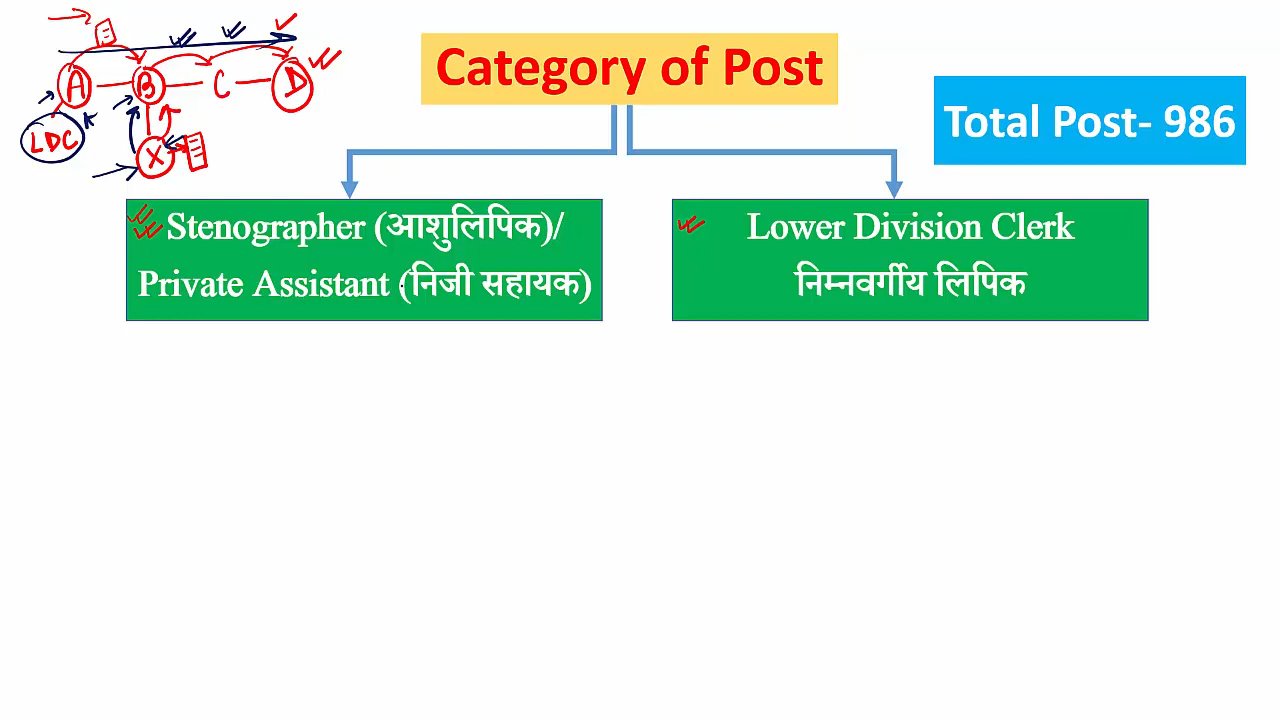 A B C D
LDC X
Category of Post
Total Post- 986
Stenographer (आशुलिपिक)/
Private Assistant (निजी सहायक)
Lower Division Clerk
निम्नवर्गीय लिपिक